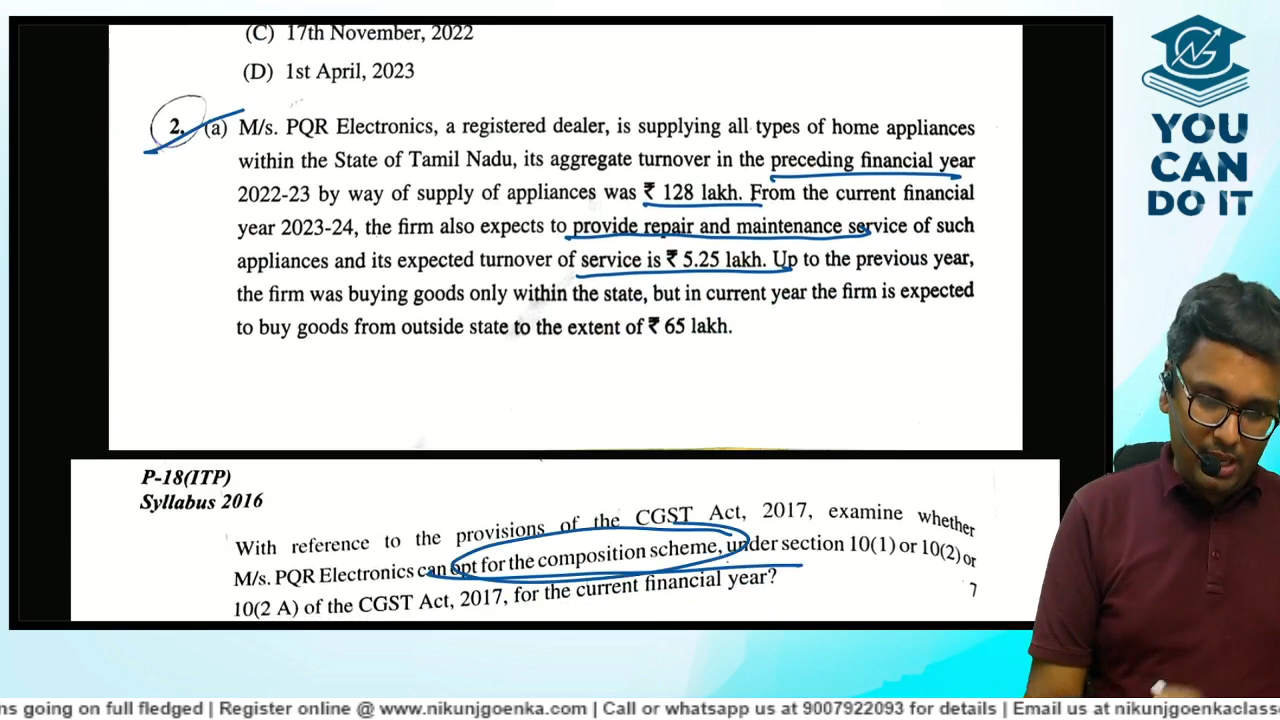 (C) 17th November, 2022
(D) 1st April, 2023
2. (a) M/s. PQR Electronics, a registered dealer, is supplying all types of home appliances
within the State of Tamil Nadu, its aggregate turnover in the preceding financial year
2022-23 by way of supply of appliances was ₹ 128 lakh. From the current financial
year 2023-24, the firm also expects to provide repair and maintenance service of such
appliances and its expected turnover of service is ₹ 5.25 lakh. Up to the previous year,
the firm was buying goods only within the state, but in current year the firm is expected
to buy goods from outside state to the extent of ₹ 65 lakh.
P-18(ITP)
Syllabus 2016
With reference to the provisions of the CGST Act, 2017, examine whether
M/s. PQR Electronics can opt for the composition scheme, under section 10(1) or 10(2) or
10(2 A) of the CGST Act, 2017, for the current financial year?
7
YOU
CAN
DO IT
ns going on full fledged | Register online @ www.nikunjgoenka.com | Call or whatsapp us at 9007922093 for details | Email us at nikunjgoenkaclasse